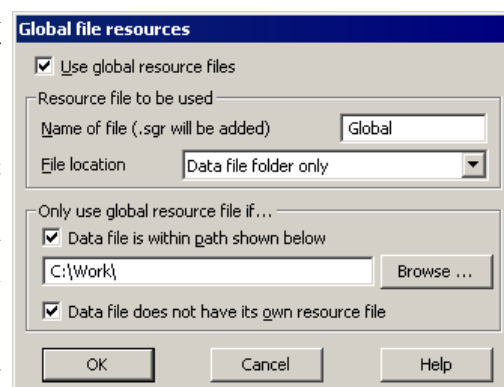 Global file resources
Use global resource files
Resource file to be used
Name of file (.sgr will be added) Global
File location Data file folder only
Only use global resource file if...
Data file is within path shown below
C:\Work\ Browse ...
Data file does not have its own resource file
OK Cancel Help